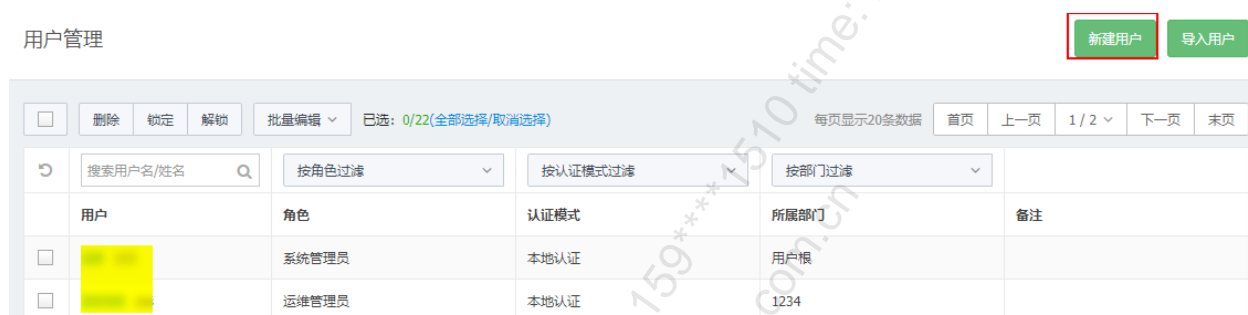 用户管理
新建用户 导入用户
删除 锁定 解锁 批量编辑 已选: 0/22(全部选择/取消选择) 每页显示20条数据 首页 上一页 1 / 2 下一页 末页
搜索用户名/姓名 按角色过滤 按认证模式过滤 按部门过滤
用户 角色 认证模式 所属部门 备注
系统管理员 本地认证 用户根
运维管理员 本地认证 1234
159****1510 time:
com.cn